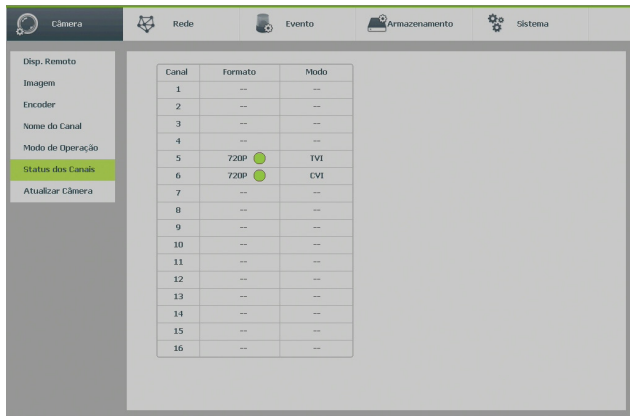 Câmera Rede Evento Armazenamento Sistema
Disp. Remoto
Imagem
Encoder
Nome do Canal
Modo de Operação
Status dos Canais
Atualizar Câmera
Canal Formato Modo
1 -- --
2 -- --
3 -- --
4 -- --
5 720P TVI
6 720P CVI
7 -- --
8 -- --
9 -- --
10 -- --
11 -- --
12 -- --
13 -- --
14 -- --
15 -- --
16 -- --